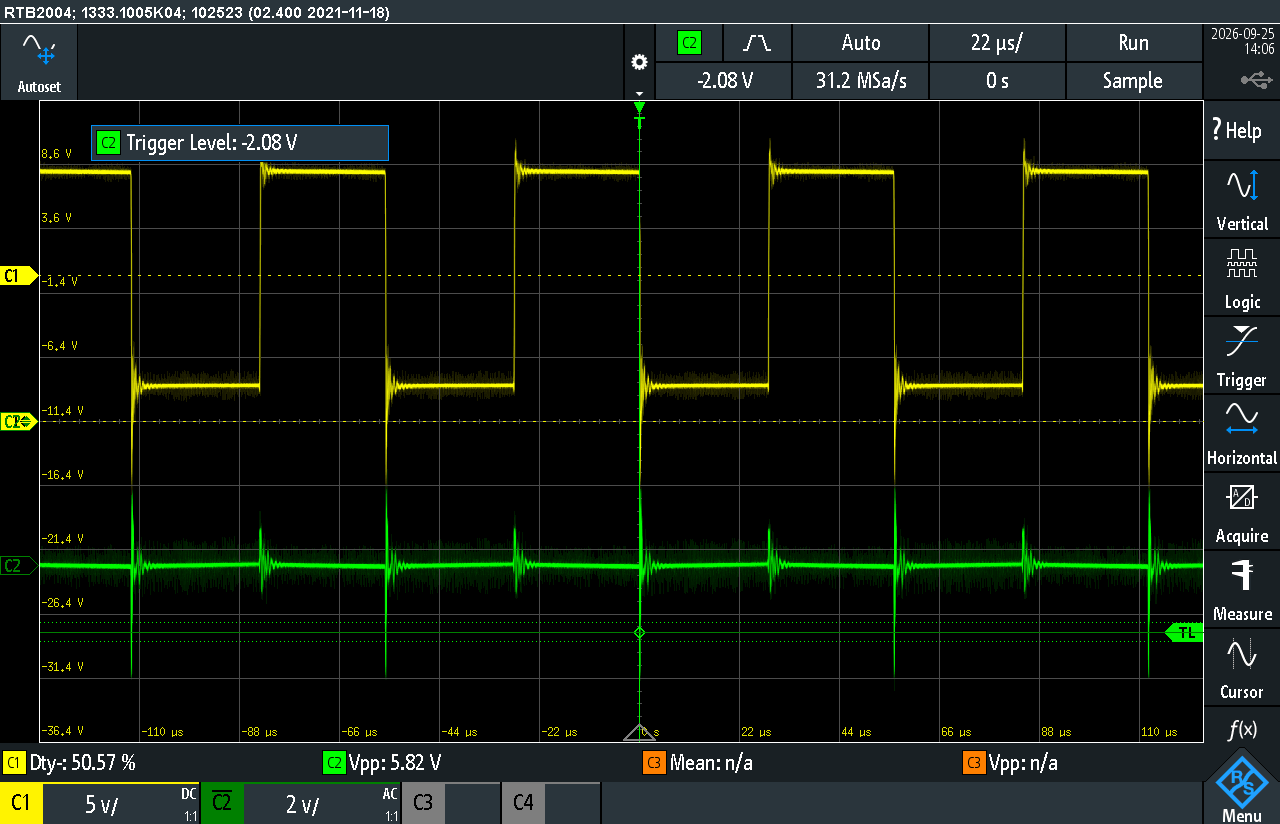 RTB2004; 1333.1005K04; 102523 (02.400 2021-11-18)
Autoset
C2
Auto
22 µs/
Run
-2.08 V
31.2 MSa/s
0 s
Sample
2026-09-25
14:06
T
C2 Trigger Level: -2.08 V
? Help
Vertical
Logic
Trigger
Horizontal
A/D
Acquire
Measure
Cursor
f(x)
R&S
Menu
8.6 V
3.6 V
C1
-1.4 V
-6.4 V
-11.4 V
-16.4 V
-21.4 V
C2
-26.4 V
TL
-31.4 V
-36.4 V
-110 µs
-88 µs
-66 µs
-44 µs
-22 µs
0 s
22 µs
44 µs
66 µs
88 µs
110 µs
C1 Dty-: 50.57 %
C2 Vpp: 5.82 V
C3 Mean: n/a
C3 Vpp: n/a
C1
5 V/
DC
1:1
C2
2 V/
AC
1:1
C3
C4